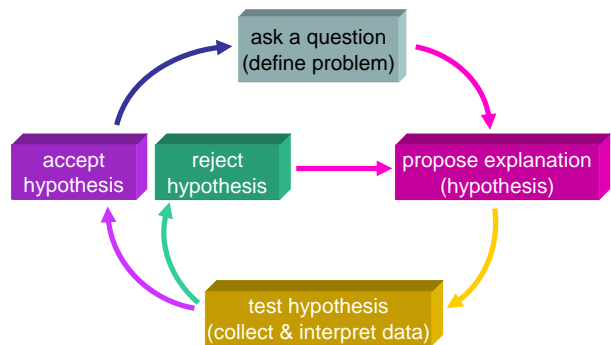 ask a question
(define problem)
accept
hypothesis
reject
hypothesis
propose explanation
(hypothesis)
test hypothesis
(collect & interpret data)